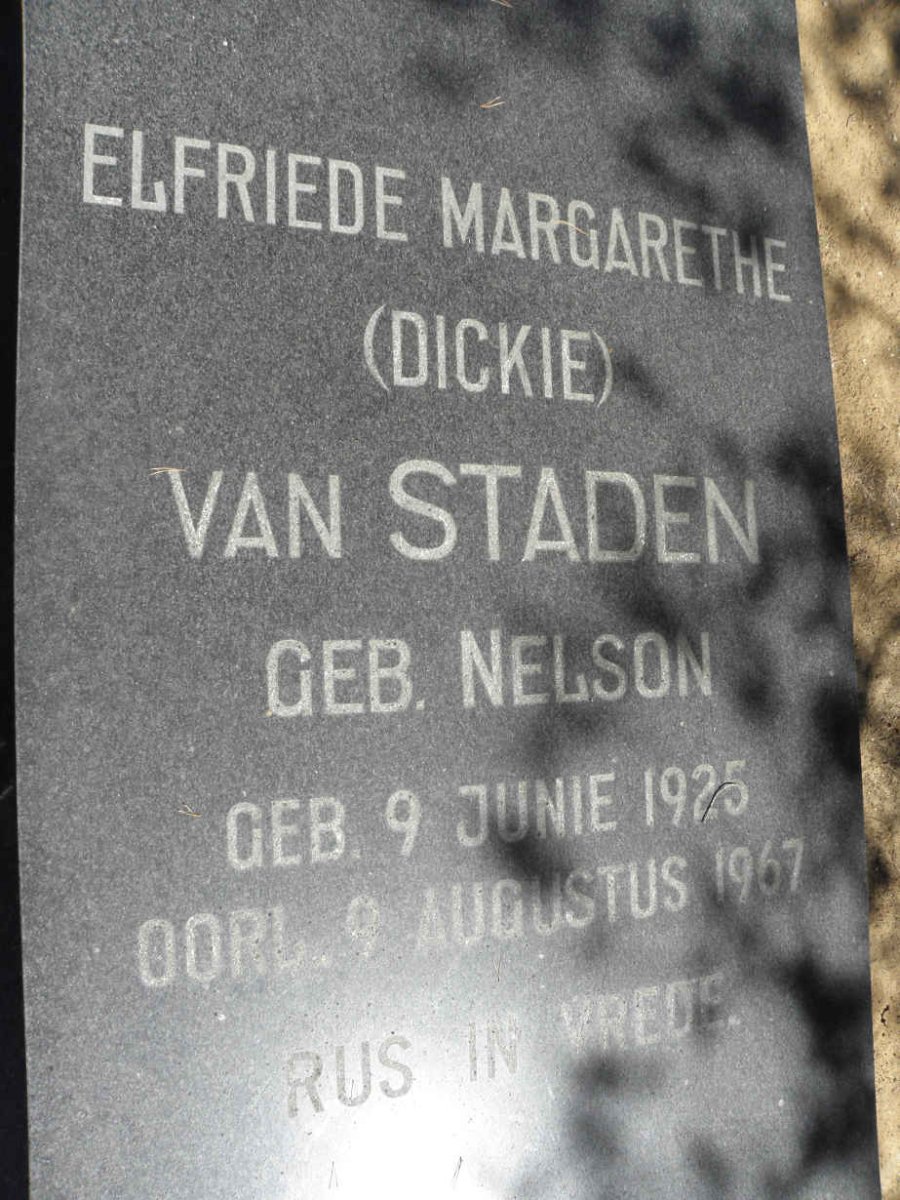 ELFRIEDE MARGARETHE
(DICKIE)
VAN STADEN
GEB. NELSON
GEB. 9 JUNIE 1925
OORL. 9 AUGUSTUS 1967
RUS IN VREDE.